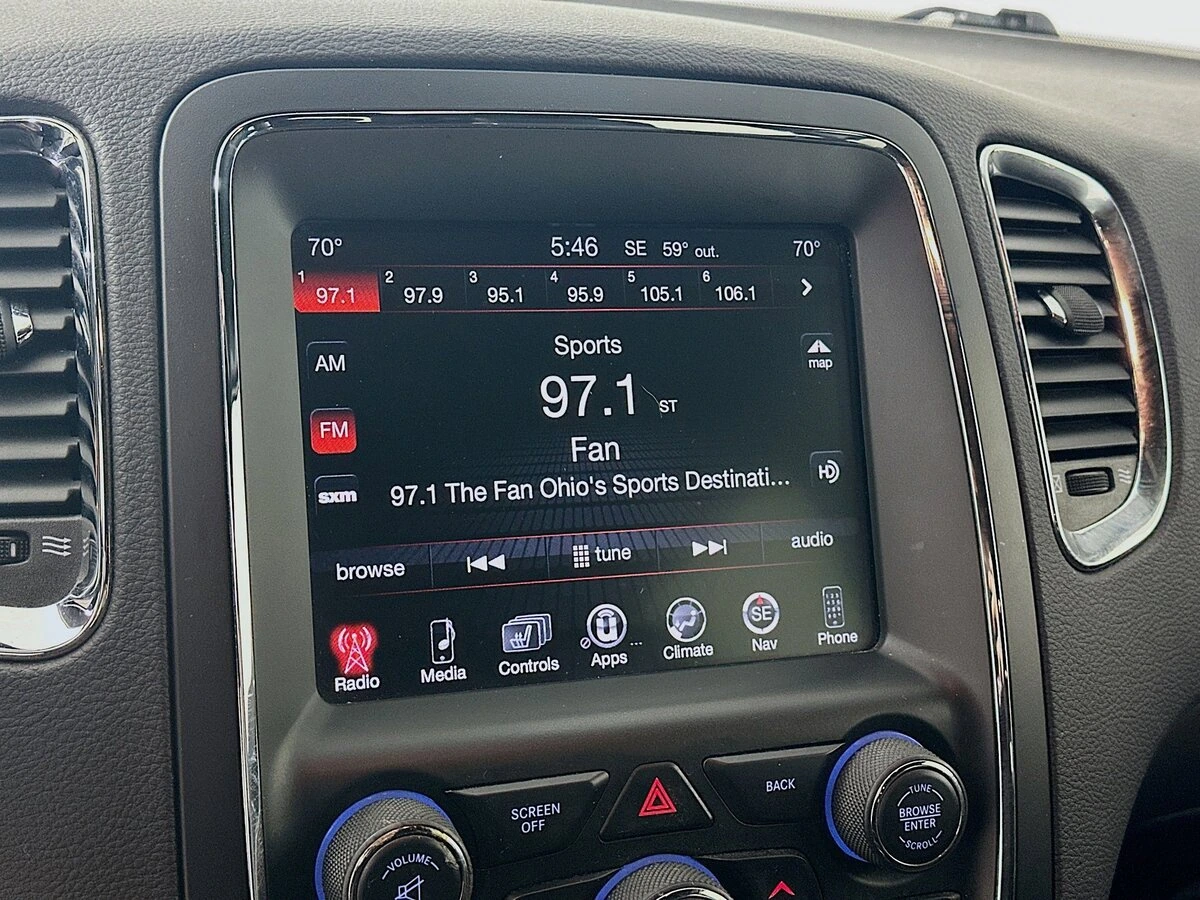 70° 5:46 SE 59° out. 70°
1 97.1 2 97.9 3 95.1 4 95.9 5 105.1 6 106.1
Sports
AM
map
97.1 ST
FM
Fan
HD
sxm
97.1 The Fan Ohio's Sports Destinati...
browse tune audio
Radio Media Controls Apps ... Climate SE Nav Phone
SCREEN
OFF
BACK
TUNE
BROWSE
ENTER
SCROLL
VOLUME